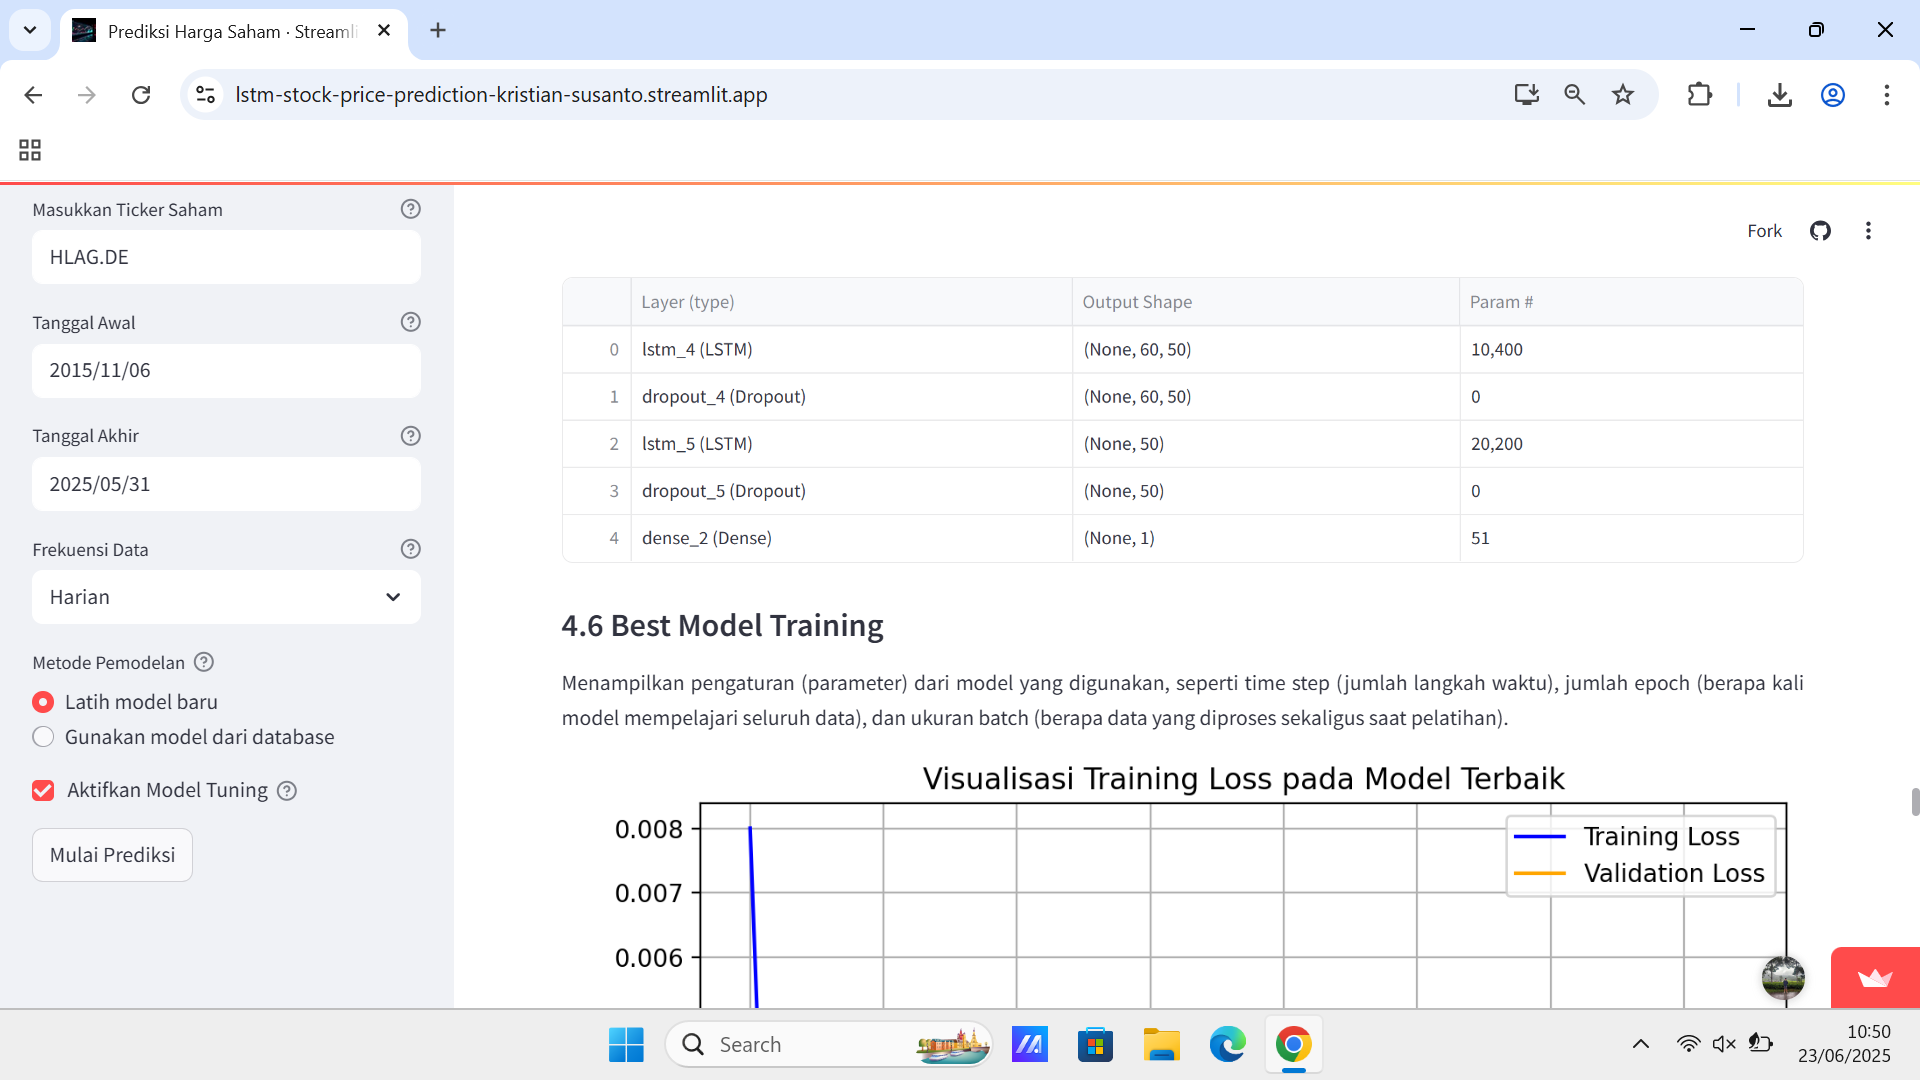 Prediksi Harga Saham · Streamli
lstm-stock-price-prediction-kristian-susanto.streamlit.app
Masukkan Ticker Saham
HLAG.DE
Tanggal Awal
2015/11/06
Tanggal Akhir
2025/05/31
Frekuensi Data
Harian
Metode Pemodelan
Latih model baru
Gunakan model dari database
Aktifkan Model Tuning
Mulai Prediksi
Fork
Layer (type) Output Shape Param #
0 lstm_4 (LSTM) (None, 60, 50) 10,400
1 dropout_4 (Dropout) (None, 60, 50) 0
2 lstm_5 (LSTM) (None, 50) 20,200
3 dropout_5 (Dropout) (None, 50) 0
4 dense_2 (Dense) (None, 1) 51
4.6 Best Model Training
Menampilkan pengaturan (parameter) dari model yang digunakan, seperti time step (jumlah langkah waktu), jumlah epoch (berapa kali
model mempelajari seluruh data), dan ukuran batch (berapa data yang diproses sekaligus saat pelatihan).
Visualisasi Training Loss pada Model Terbaik
0.008
0.007
0.006
Training Loss
Validation Loss
Search
10:50
23/06/2025